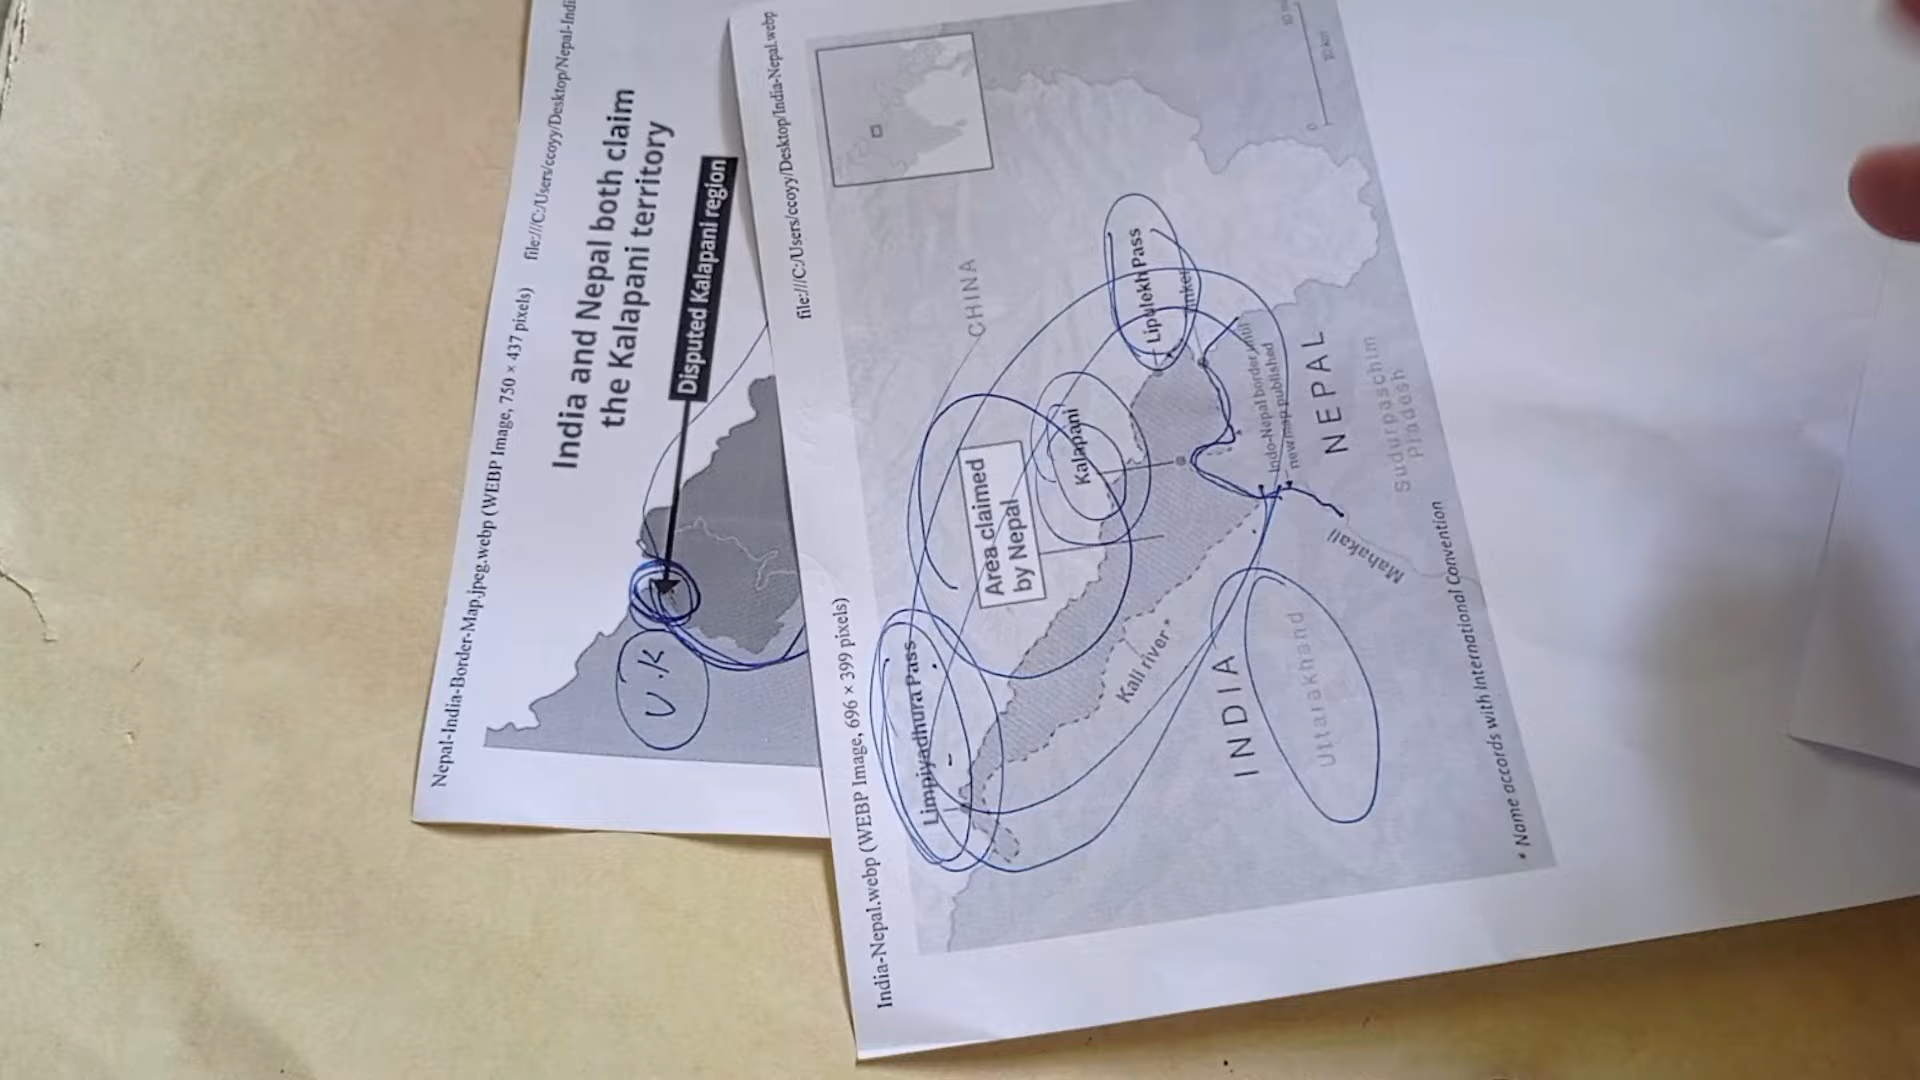 Nepal-India-Border-Map.jpeg.webp (WEBP Image, 750 × 437 pixels)
file:///C:/Users/ccoyy/Desktop/Nepal-Indi
India and Nepal both claim
the Kalapani territory
Disputed Kalapani region
U.K
India-Nepal.webp (WEBP Image, 696 × 399 pixels)
file:///C:/Users/ccoyy/Desktop/India-Nepal.webp
CHINA
Limpiyadhura Pass
Area claimed
by Nepal
Kalapani
Lipulekh Pass
Kali river*
Indo-Nepal border until
new map published
INDIA
NEPAL
Uttarakhand
Mahakali
Sudurpaschim
Pradesh
0
10 km
* Name accords with International Convention